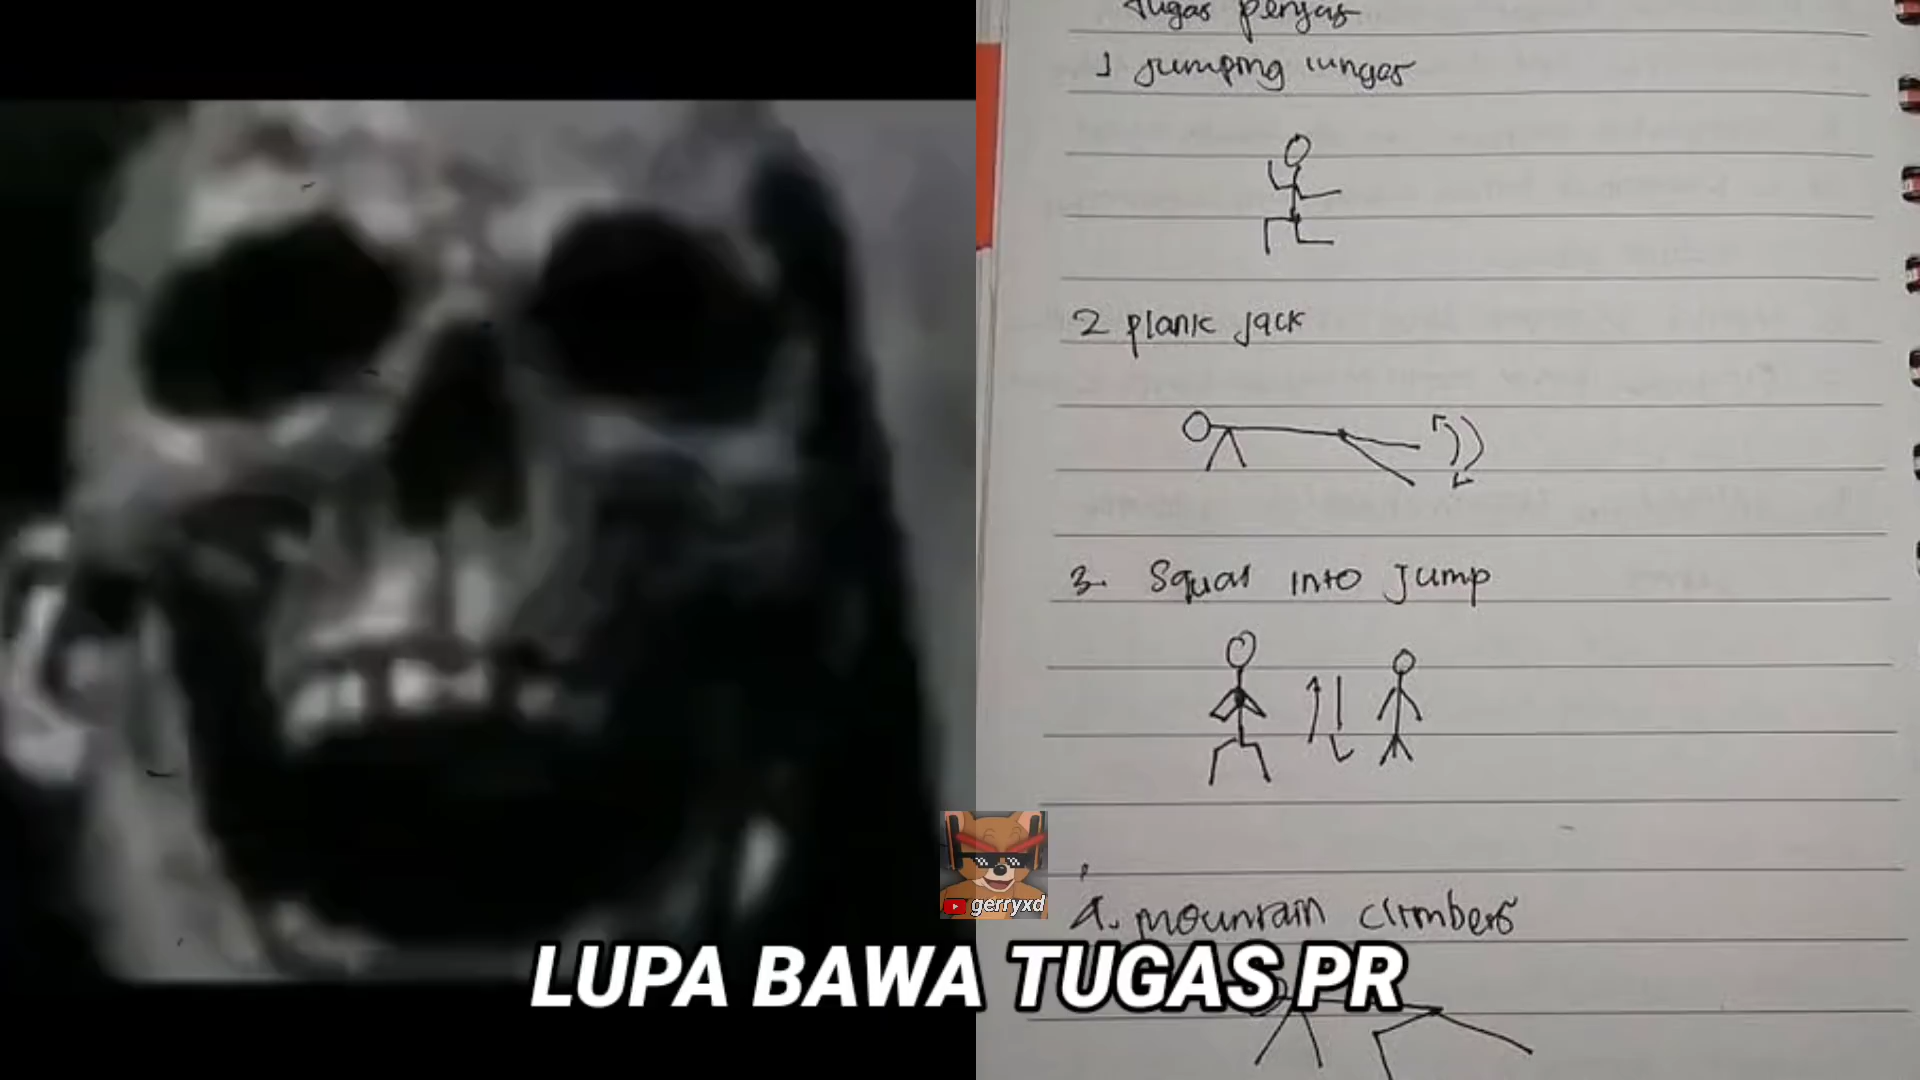 Tugas penjas
1 Jumping lunges
2 plank jack
3. Squat into Jump
4. mountain climbers
gerryxd
LUPA BAWA TUGAS PR